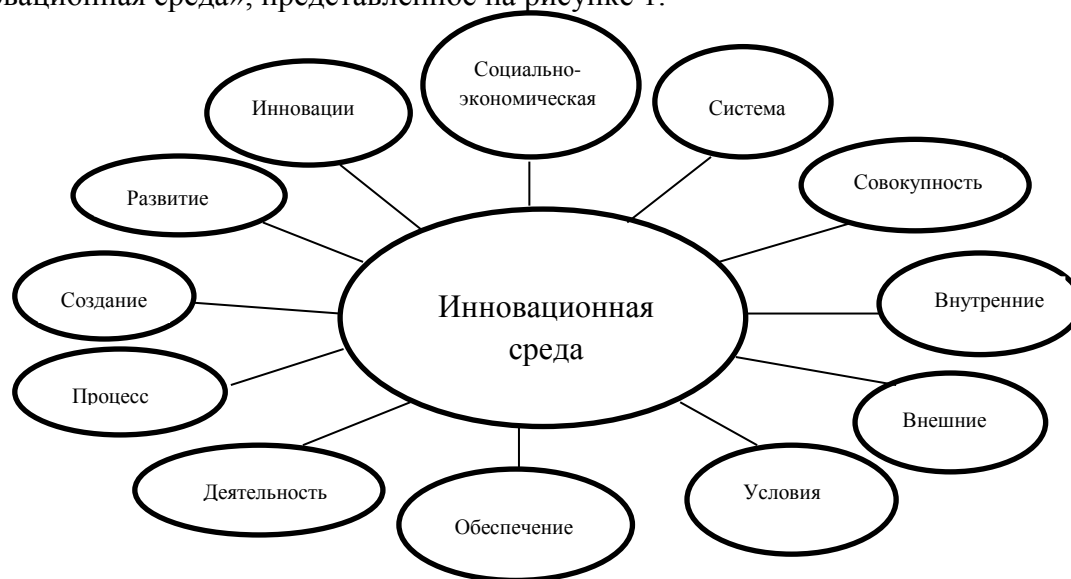 овационная среда», представленное на рисунке 1.
Социально-
экономическая
Инновации
Система
Развитие
Совокупность
Создание
Внутренние
Инновационная
среда
Процесс
Внешние
Деятельность
Условия
Обеспечение